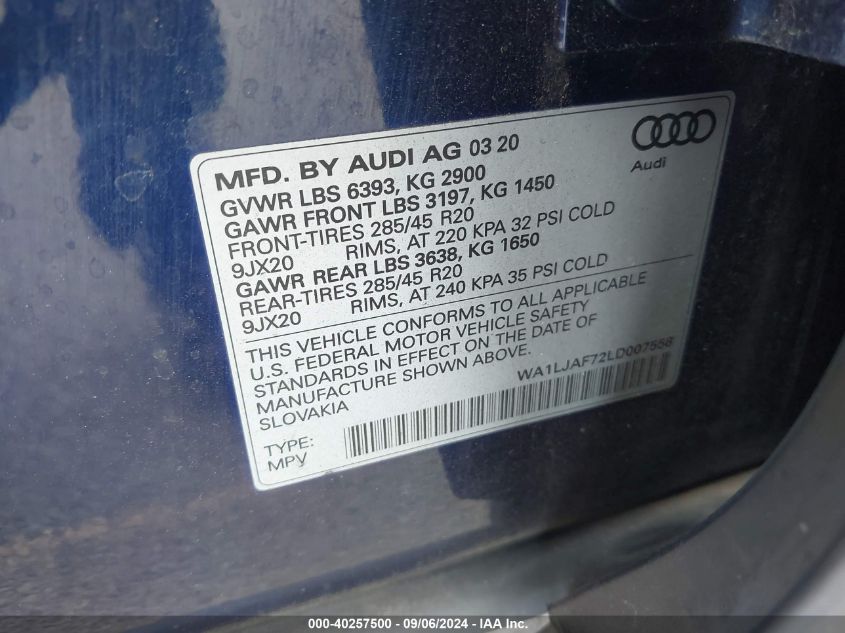 MFD. BY AUDI AG 03 20
GVWR LBS 6393, KG 2900
GAWR FRONT LBS 3197, KG 1450
FRONT-TIRES 285/45 R20
9JX20 RIMS, AT 220 KPA 32 PSI COLD
GAWR REAR LBS 3638, KG 1650
REAR-TIRES 285/45 R20
9JX20 RIMS, AT 240 KPA 35 PSI COLD
THIS VEHICLE CONFORMS TO ALL APPLICABLE
U.S. FEDERAL MOTOR VEHICLE SAFETY
STANDARDS IN EFFECT ON THE DATE OF
MANUFACTURE SHOWN ABOVE.
SLOVAKIA
WA1LJAF72LD007558
TYPE:
MPV
Audi
000-40257500 - 09/06/2024 - IAA Inc.